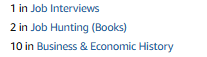 1 in Job Interviews
2 in Job Hunting (Books)
10 in Business & Economic History